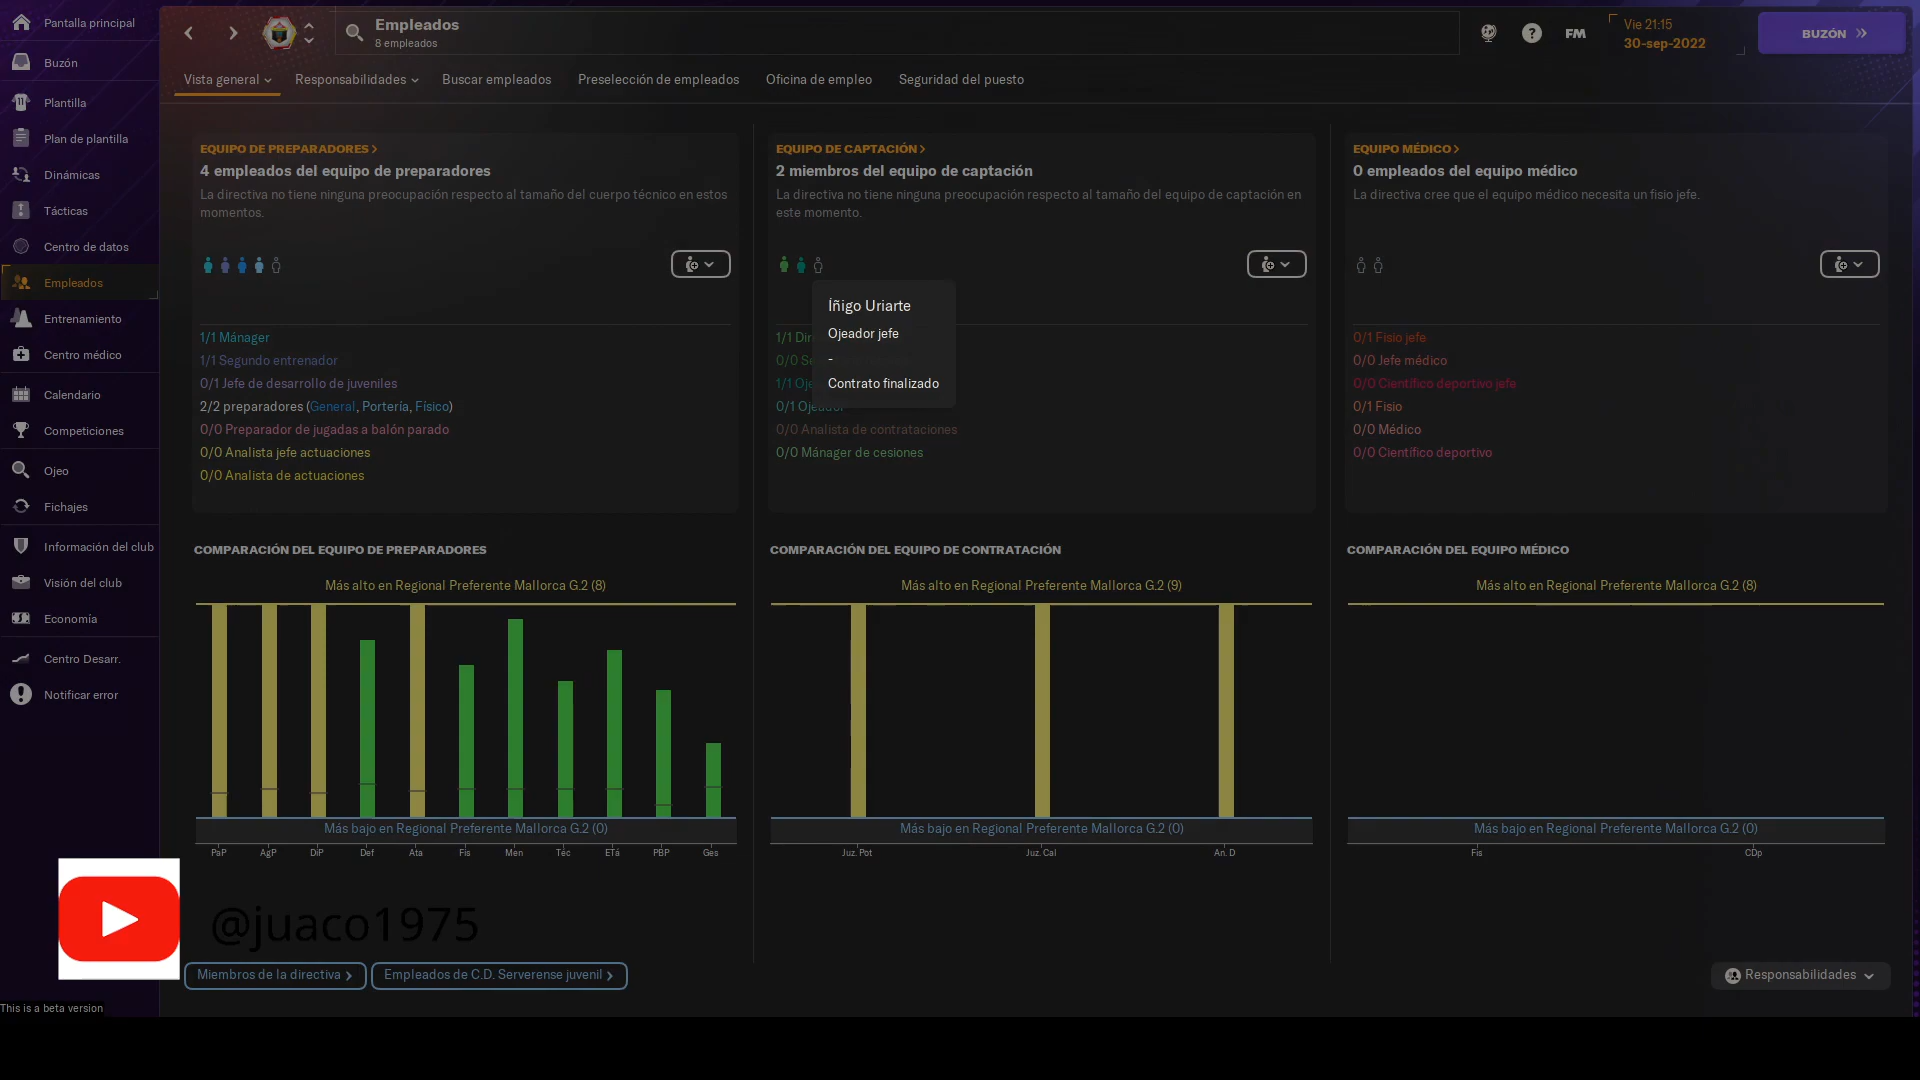 Pantalla principal
Buzón
Plantilla
Plan de plantilla
Dinámicas
Tácticas
Centro de datos
Empleados
Entrenamiento
Centro médico
Calendario
Competiciones
Ojeo
Fichajes
Información del club
Visión del club
Economía
Centro Desarr.
Notificar error
This is a beta version
Empleados
8 empleados
?
FM
Vie 21:15
30-sep-2022
BUZÓN
Vista general
Responsabilidades
Buscar empleados
Preselección de empleados
Oficina de empleo
Seguridad del puesto
EQUIPO DE PREPARADORES
4 empleados del equipo de preparadores
La directiva no tiene ninguna preocupación respecto al tamaño del cuerpo técnico en estos
momentos.
1/1 Mánager
1/1 Segundo entrenador
0/1 Jefe de desarrollo de juveniles
2/2 preparadores (General, Portería, Físico)
0/0 Preparador de jugadas a balón parado
0/0 Analista jefe actuaciones
0/0 Analista de actuaciones
EQUIPO DE CAPTACIÓN
2 miembros del equipo de captación
La directiva no tiene ninguna preocupación respecto al tamaño del equipo de captación en
este momento.
Íñigo Uriarte
Ojeador jefe
-
Contrato finalizado
1/1 Dir
0/0 Se
1/1 Oje
0/1 Ojeador
0/0 Analista de contrataciones
0/0 Mánager de cesiones
EQUIPO MÉDICO
0 empleados del equipo médico
La directiva cree que el equipo médico necesita un fisio jefe.
0/1 Fisio jefe
0/0 Jefe médico
0/0 Científico deportivo jefe
0/1 Fisio
0/0 Médico
0/0 Científico deportivo
COMPARACIÓN DEL EQUIPO DE PREPARADORES
Más alto en Regional Preferente Mallorca G.2 (8)
Más bajo en Regional Preferente Mallorca G.2 (0)
PaP AgP DiP Def Ata Fís Men Téc ETá PBP Ges
COMPARACIÓN DEL EQUIPO DE CONTRATACIÓN
Más alto en Regional Preferente Mallorca G.2 (9)
Más bajo en Regional Preferente Mallorca G.2 (0)
Juz. Pot Juz. Cal An. D
COMPARACIÓN DEL EQUIPO MÉDICO
Más alto en Regional Preferente Mallorca G.2 (8)
Más bajo en Regional Preferente Mallorca G.2 (0)
Fis CDp
@juaco1975
Miembros de la directiva
Empleados de C.D. Serverense juvenil
Responsabilidades